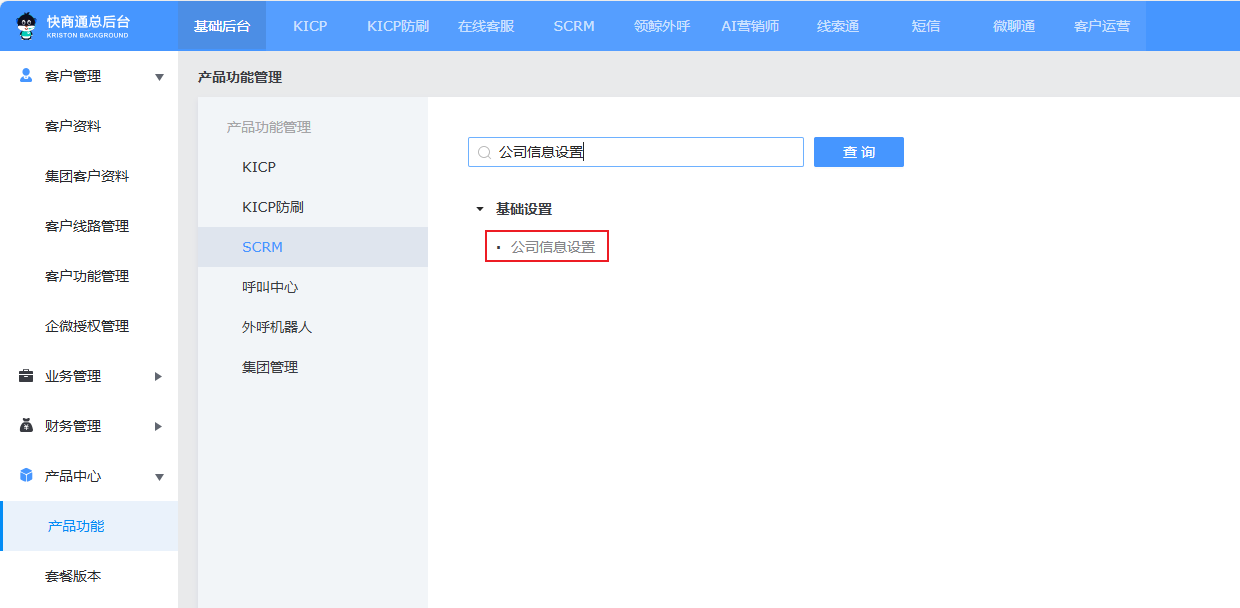 快商通总后台
KRISTON BACKGROUND
基础后台 KICP KICP防刷 在线客服 SCRM 领鲸外呼 AI营销师 线索通 短信 微聊通 客户运营
客户管理
客户资料
集团客户资料
客户线路管理
客户功能管理
企微授权管理
业务管理
财务管理
产品中心
产品功能
套餐版本
产品功能管理
产品功能管理
KICP
KICP防刷
SCRM
呼叫中心
外呼机器人
集团管理
公司信息设置 查 询
基础设置
公司信息设置